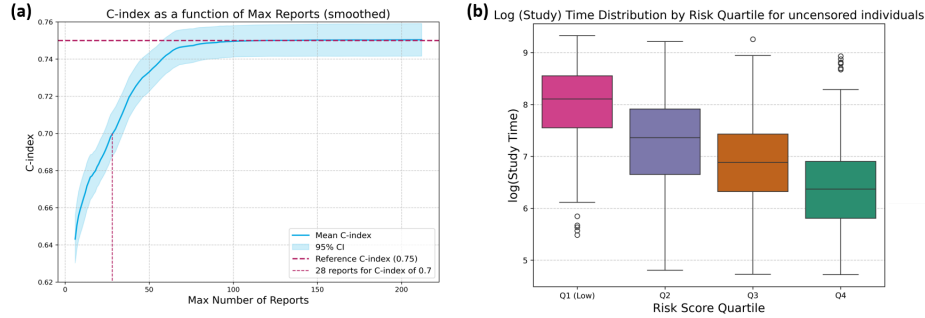 (a)
C-index as a function of Max Reports (smoothed)
C-index
0.76
0.74
0.72
0.70
0.68
0.66
0.64
0.62
0
50
100
150
200
Max Number of Reports
Mean C-index
95% CI
Reference C-index (0.75)
28 reports for C-index of 0.7
(b)
Log (Study) Time Distribution by Risk Quartile for uncensored individuals
log(Study Time)
9
8
7
6
5
Q1 (Low)
Q2
Q3
Q4
Risk Score Quartile